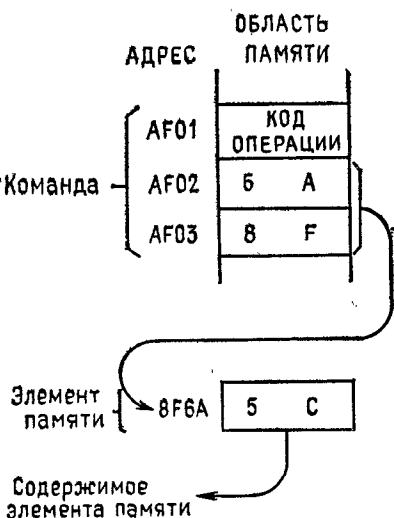 АДРЕС ОБЛАСТЬ ПАМЯТИ
AF01 КОД ОПЕРАЦИИ
Команда AF02 6 A
AF03 8 F
Элемент памяти 8F6A 5 C
Содержимое
элемента памяти